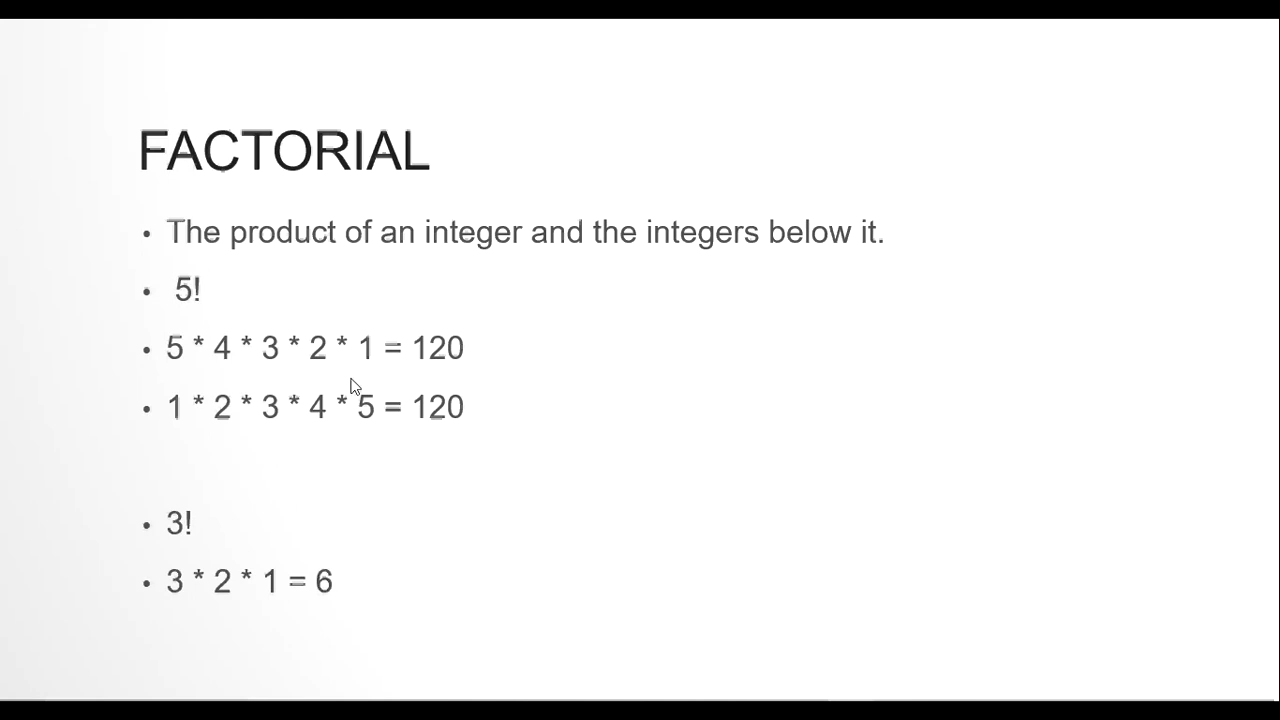 FACTORIAL
• The product of an integer and the integers below it.
• 5!
• 5 * 4 * 3 * 2 * 1 = 120
• 1 * 2 * 3 * 4 * 5 = 120
• 3!
• 3 * 2 * 1 = 6